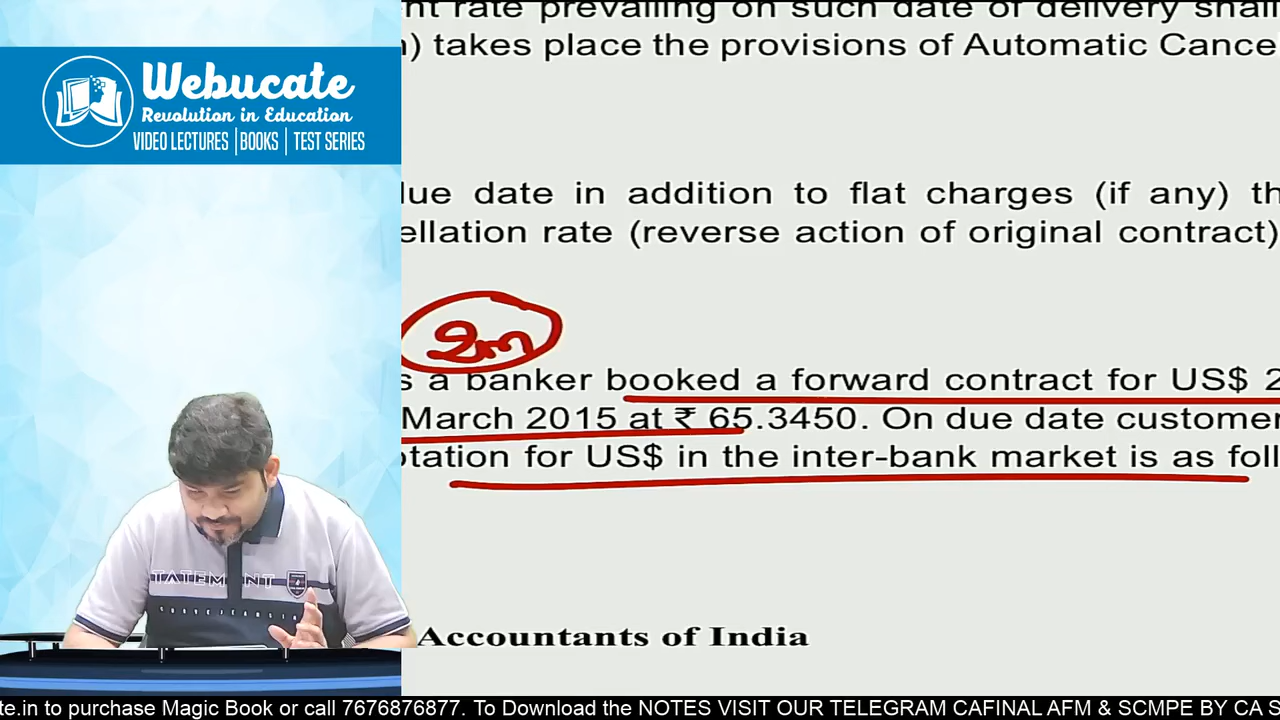 nt rate prevailing on such date of delivery shall
n) takes place the provisions of Automatic Cance
Webucate
Revolution in Education
VIDEO LECTURES | BOOKS | TEST SERIES
due date in addition to flat charges (if any) th
ellation rate (reverse action of original contract)
2m
s a banker booked a forward contract for US$ 2
March 2015 at ₹ 65.3450. On due date customer
otation for US$ in the inter-bank market is as foll
TATEMENT
Accountants of India
te.in to purchase Magic Book or call 7676876877. To Download the NOTES VISIT OUR TELEGRAM CAFINAL AFM & SCMPE BY CA S